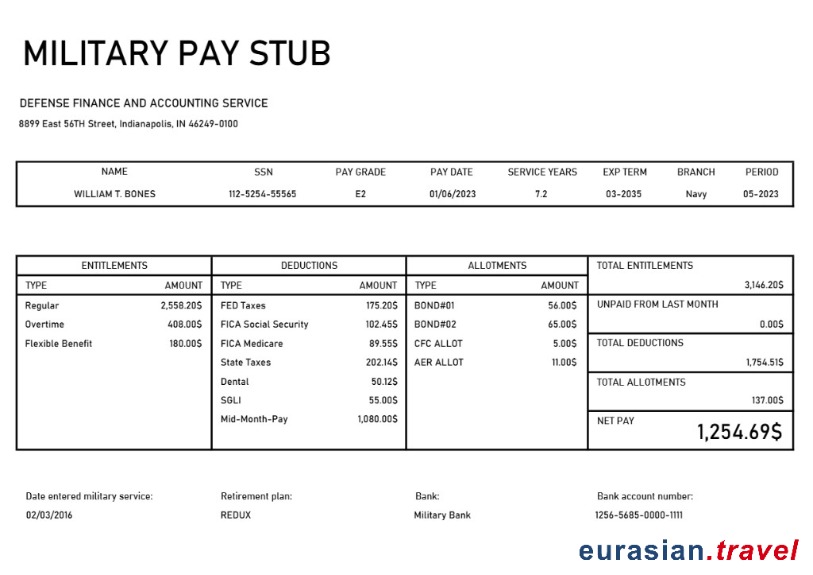 MILITARY PAY STUB
DEFENSE FINANCE AND ACCOUNTING SERVICE
8899 East 56TH Street, Indianapolis, IN 46249-0100
NAME SSN PAY GRADE PAY DATE SERVICE YEARS EXP TERM BRANCH PERIOD
WILLIAM T. BONES 112-5254-55565 E2 01/06/2023 7.2 03-2035 Navy 05-2023
ENTITLEMENTS DEDUCTIONS ALLOTMENTS TOTAL ENTITLEMENTS
TYPE AMOUNT TYPE AMOUNT TYPE AMOUNT 3,146.20$
Regular 2,558.20$ FED Taxes 175.20$ BOND#01 56.00$ UNPAID FROM LAST MONTH
Overtime 408.00$ FICA Social Security 102.45$ BOND#02 65.00$ 0.00$
Flexible Benefit 180.00$ FICA Medicare 89.55$ CFC ALLOT 5.00$ TOTAL DEDUCTIONS
State Taxes 202.14$ AER ALLOT 11.00$ 1,754.51$
Dental 50.12$ TOTAL ALLOTMENTS
SGLI 55.00$ 137.00$
Mid-Month-Pay 1,080.00$ NET PAY 1,254.69$
Date entered military service: Retirement plan: Bank: Bank account number:
02/03/2016 REDUX Military Bank 1256-5685-0000-1111
eurasian.travel